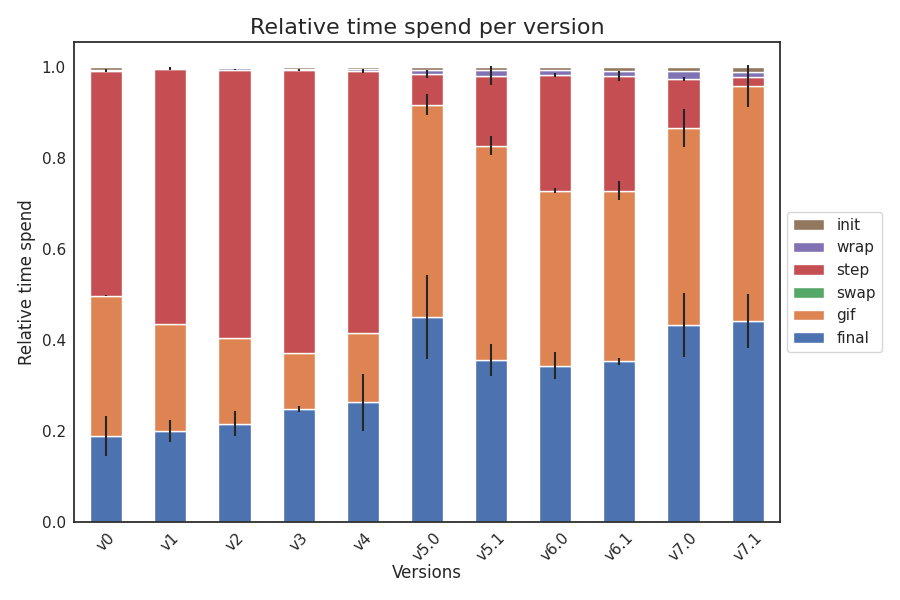 Relative time spend per version
Relative time spend
1.0
0.8
0.6
0.4
0.2
0.0
v0
v1
v2
v3
v4
v5.0
v5.1
v6.0
v6.1
v7.0
v7.1
Versions
init
wrap
step
swap
gif
final